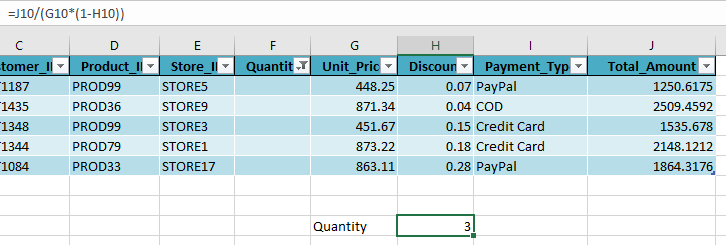 =J10/(G10*(1-H10))
C D E F G H I J
stomer_I Product_I Store_I Quantit Unit_Pric Discoun Payment_Typ Total_Amount
1187 PROD99 STORE5 448.25 0.07 PayPal 1250.6175
1435 PROD36 STORE9 871.34 0.04 COD 2509.4592
1348 PROD99 STORE3 451.67 0.15 Credit Card 1535.678
1344 PROD79 STORE1 873.22 0.18 Credit Card 2148.1212
1084 PROD33 STORE17 863.11 0.28 PayPal 1864.3176
Quantity 3